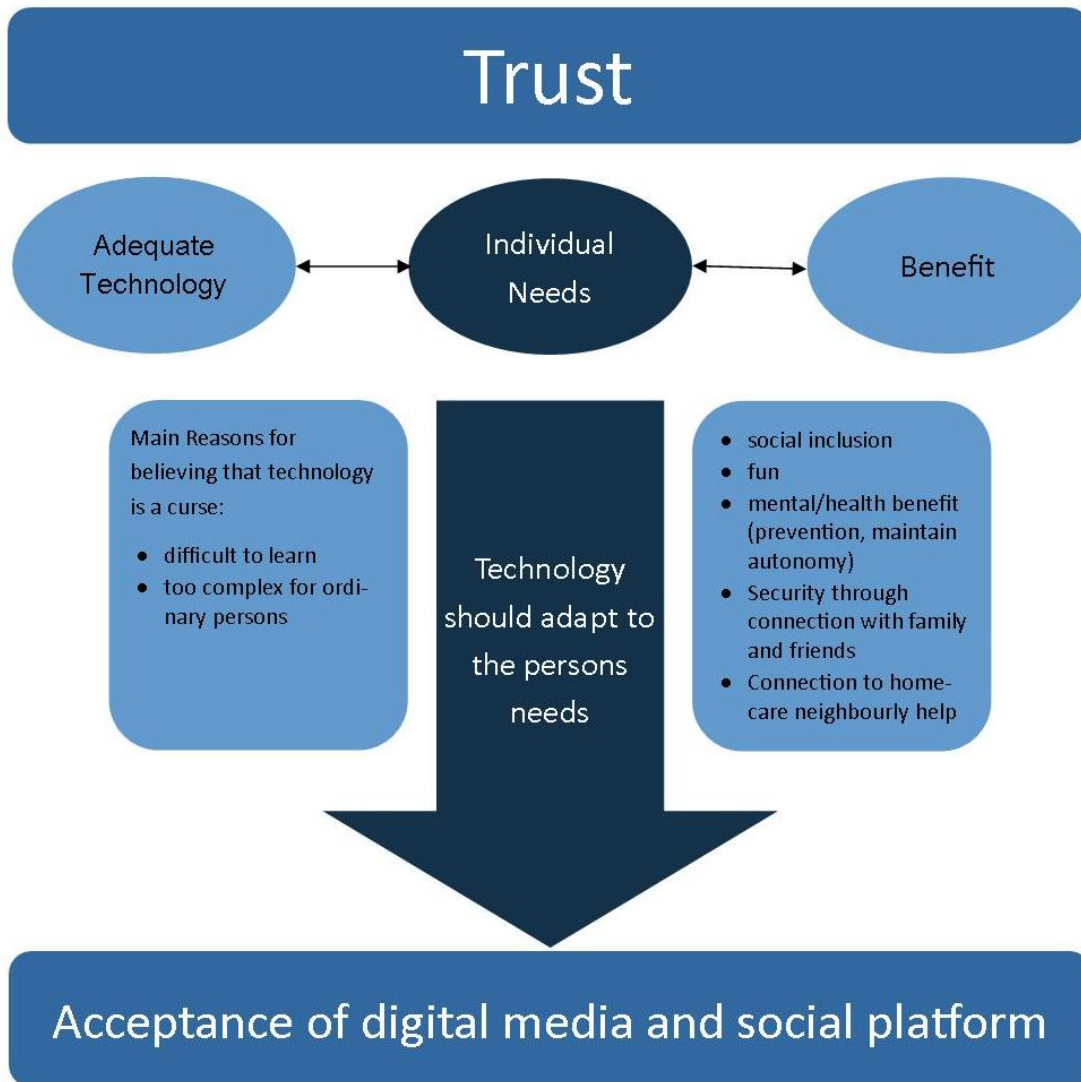 Trust
Adequate
Technology
Individual
Needs
Benefit
Main Reasons for
believing that technology
is a curse:
• difficult to learn
• too complex for ordi-
nary persons
Technology
should adapt to
the persons
needs
• social inclusion
• fun
• mental/health benefit
(prevention, maintain
autonomy)
• Security through
connection with family
and friends
• Connection to home-
care neighbourly help
Acceptance of digital media and social platform